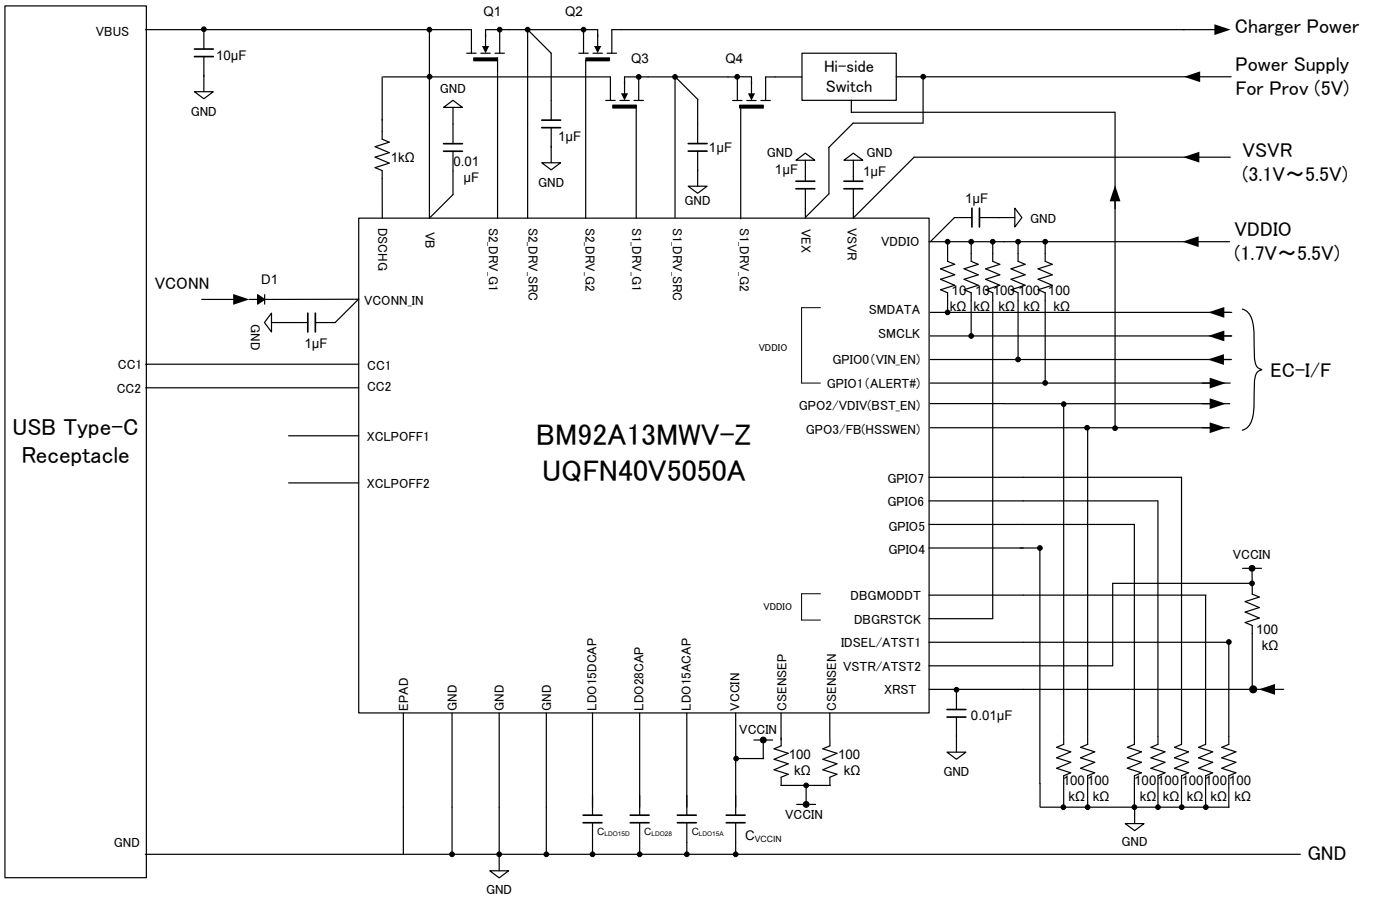 Q1
Q2
Charger Power
VBUS
10μF
GND
Q3
Q4
Hi-side
Switch
Power Supply
For Prov (5V)
GND
1kΩ
0.01
μF
1μF
GND
1μF
GND
GND
1μF
GND
1μF
VSVR
(3.1V～5.5V)
1μF
GND
VDDIO
(1.7V～5.5V)
DSCHG
VB
S2_DRV_G1
S2_DRV_SRC
S2_DRV_G2
S1_DRV_G1
S1_DRV_SRC
S1_DRV_G2
VEX
VSVR
VDDIO
10
kΩ
10
kΩ
100
kΩ
100
kΩ
100
kΩ
VCONN
D1
VCONN_IN
GND
1μF
SMDATA
SMCLK
VDDIO
GPIO0(VIN_EN)
GPIO1(ALERT#)
GPO2/VDIV(BST_EN)
GPO3/FB(HSSWEN)
EC-I/F
CC1
CC1
CC2
CC2
USB Type-C
Receptacle
XCLPOFF1
XCLPOFF2
BM92A13MWV-Z
UQFN40V5050A
GPIO7
GPIO6
GPIO5
GPIO4
VCCIN
VDDIO
DBGMODDT
DBGRSTCK
IDSEL/ATST1
VSTR/ATST2
XRST
100
kΩ
EPAD
GND
GND
GND
LDO15DCAP
LDO28CAP
LDO15ACAP
VCCIN
CSENSEP
CSENSEN
0.01μF
GND
VCCIN
100
kΩ
100
kΩ
VCCIN
100
kΩ
100
kΩ
100
kΩ
100
kΩ
100
kΩ
100
kΩ
100
kΩ
GND
CLDO15D
CLDO28
CLDO15A
CVCCIN
GND
GND
GND